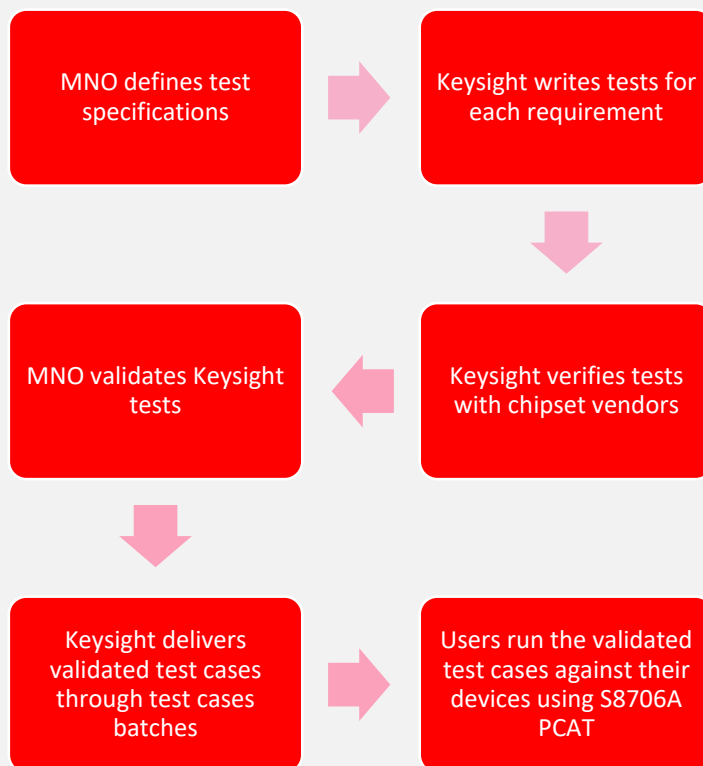 MNO defines test
specifications
Keysight writes tests for
each requirement
Keysight verifies tests
with chipset vendors
MNO validates Keysight
tests
Keysight delivers
validated test cases
through test cases
batches
Users run the validated
test cases against their
devices using S8706A
PCAT